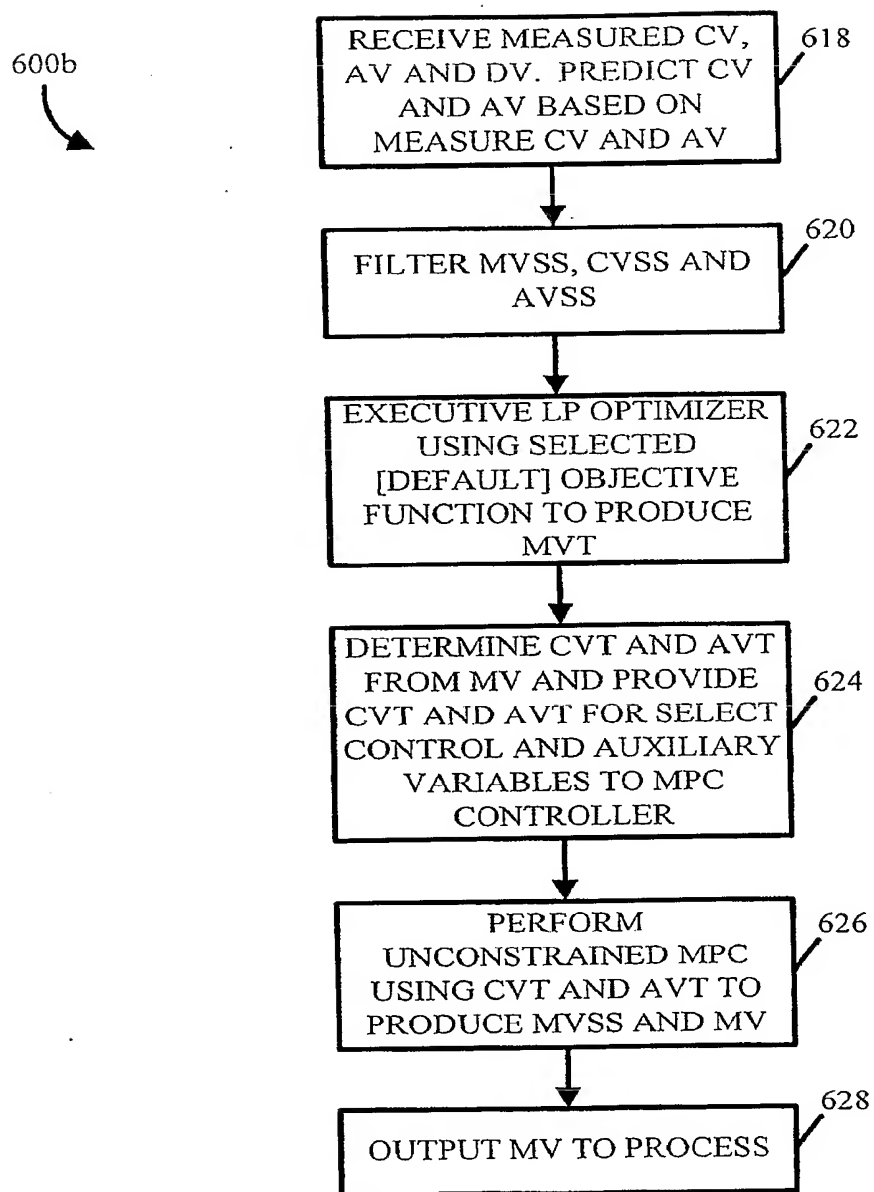 600b
RECEIVE MEASURED CV,
AV AND DV. PREDICT CV
AND AV BASED ON
MEASURE CV AND AV
618
FILTER MVSS, CVSS AND
AVSS
620
EXECUTIVE LP OPTIMIZER
USING SELECTED
[DEFAULT] OBJECTIVE
FUNCTION TO PRODUCE
MVT
622
DETERMINE CVT AND AVT
FROM MV AND PROVIDE
CVT AND AVT FOR SELECT
CONTROL AND AUXILIARY
VARIABLES TO MPC
CONTROLLER
624
PERFORM
UNCONSTRAINED MPC
USING CVT AND AVT TO
PRODUCE MVSS AND MV
626
OUTPUT MV TO PROCESS
628